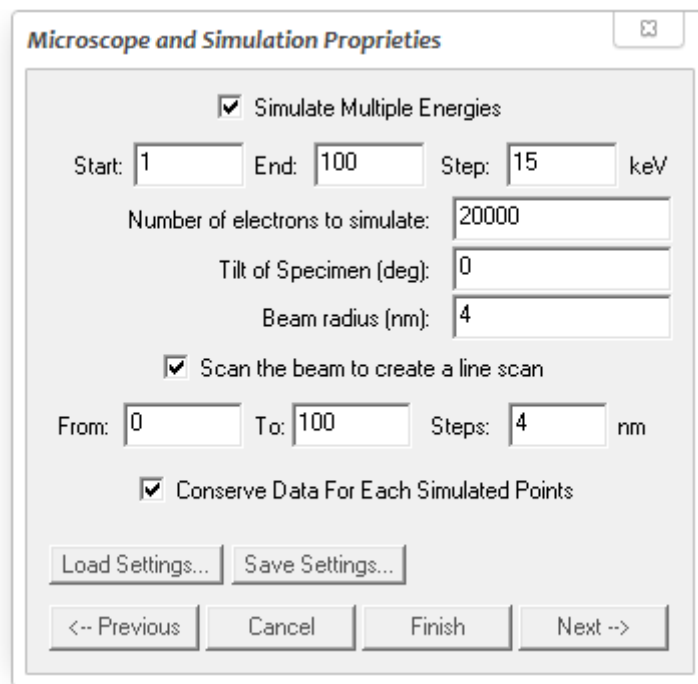 Microscope and Simulation Proprieties
Simulate Multiple Energies
Start: 1 End: 100 Step: 15 keV
Number of electrons to simulate: 20000
Tilt of Specimen (deg): 0
Beam radius (nm): 4
Scan the beam to create a line scan
From: 0 To: 100 Steps: 4 nm
Conserve Data For Each Simulated Points
Load Settings... Save Settings...
<-- Previous Cancel Finish Next -->